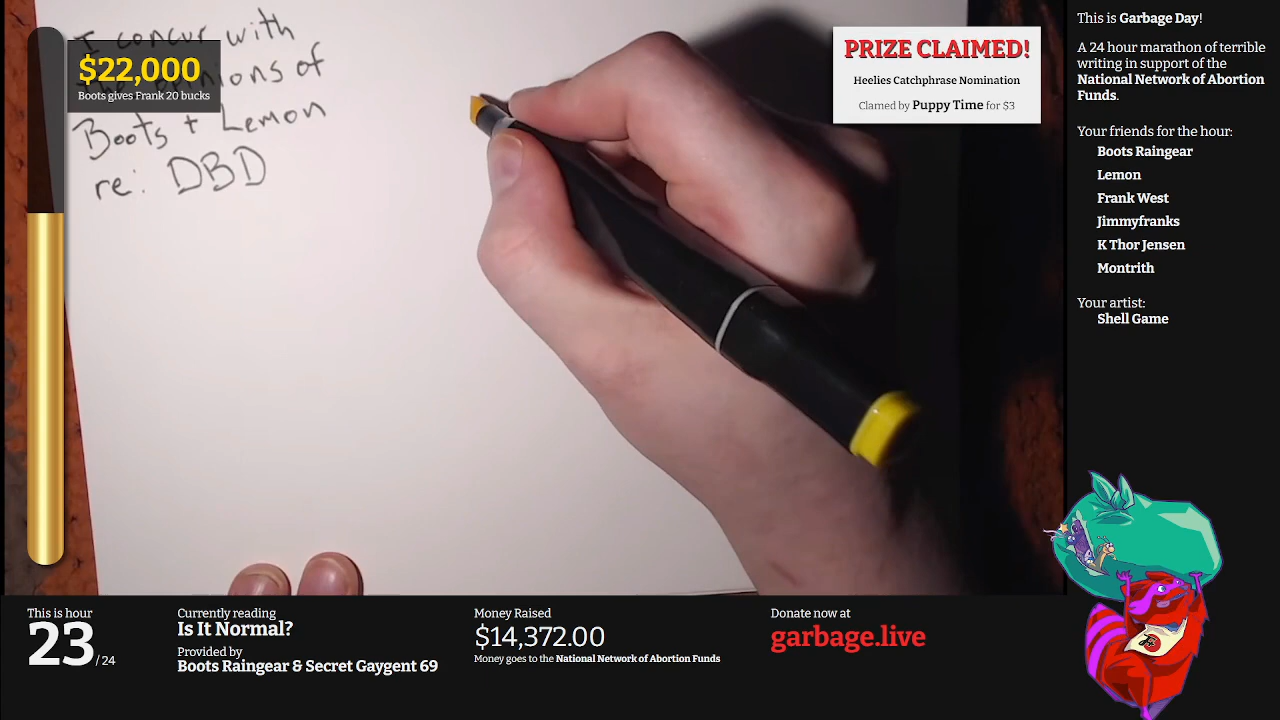 I concur with
the opinions of
Boots + Lemon
re: DBD
$22,000
Boots gives Frank 20 bucks
PRIZE CLAIMED!
Heelies Catchphrase Nomination
Clamed by Puppy Time for $3
This is Garbage Day!
A 24 hour marathon of terrible
writing in support of the
National Network of Abortion
Funds.
Your friends for the hour:
Boots Raingear
Lemon
Frank West
Jimmyfranks
K Thor Jensen
Montrith
Your artist:
Shell Game
This is hour
23 / 24
Currently reading
Is It Normal?
Provided by
Boots Raingear & Secret Gaygent 69
Money Raised
$14,372.00
Money goes to the National Network of Abortion Funds
Donate now at
garbage.live